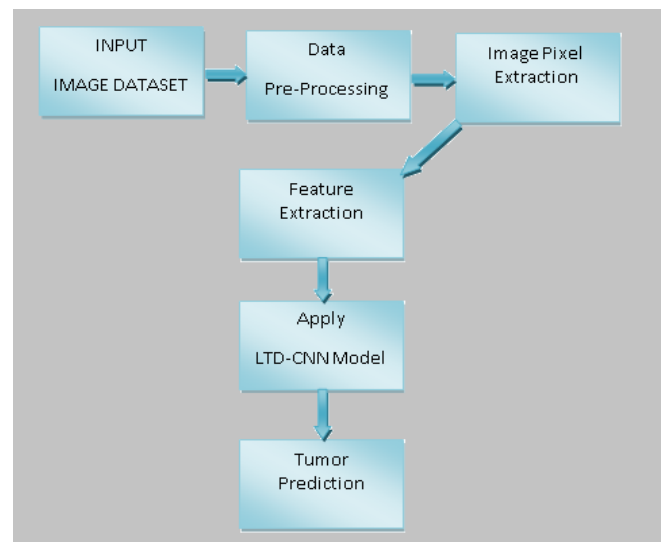 INPUT
IMAGE DATASET
Data
Pre-Processing
Image Pixel
Extraction
Feature
Extraction
Apply
LTD-CNN Model
Tumor
Prediction